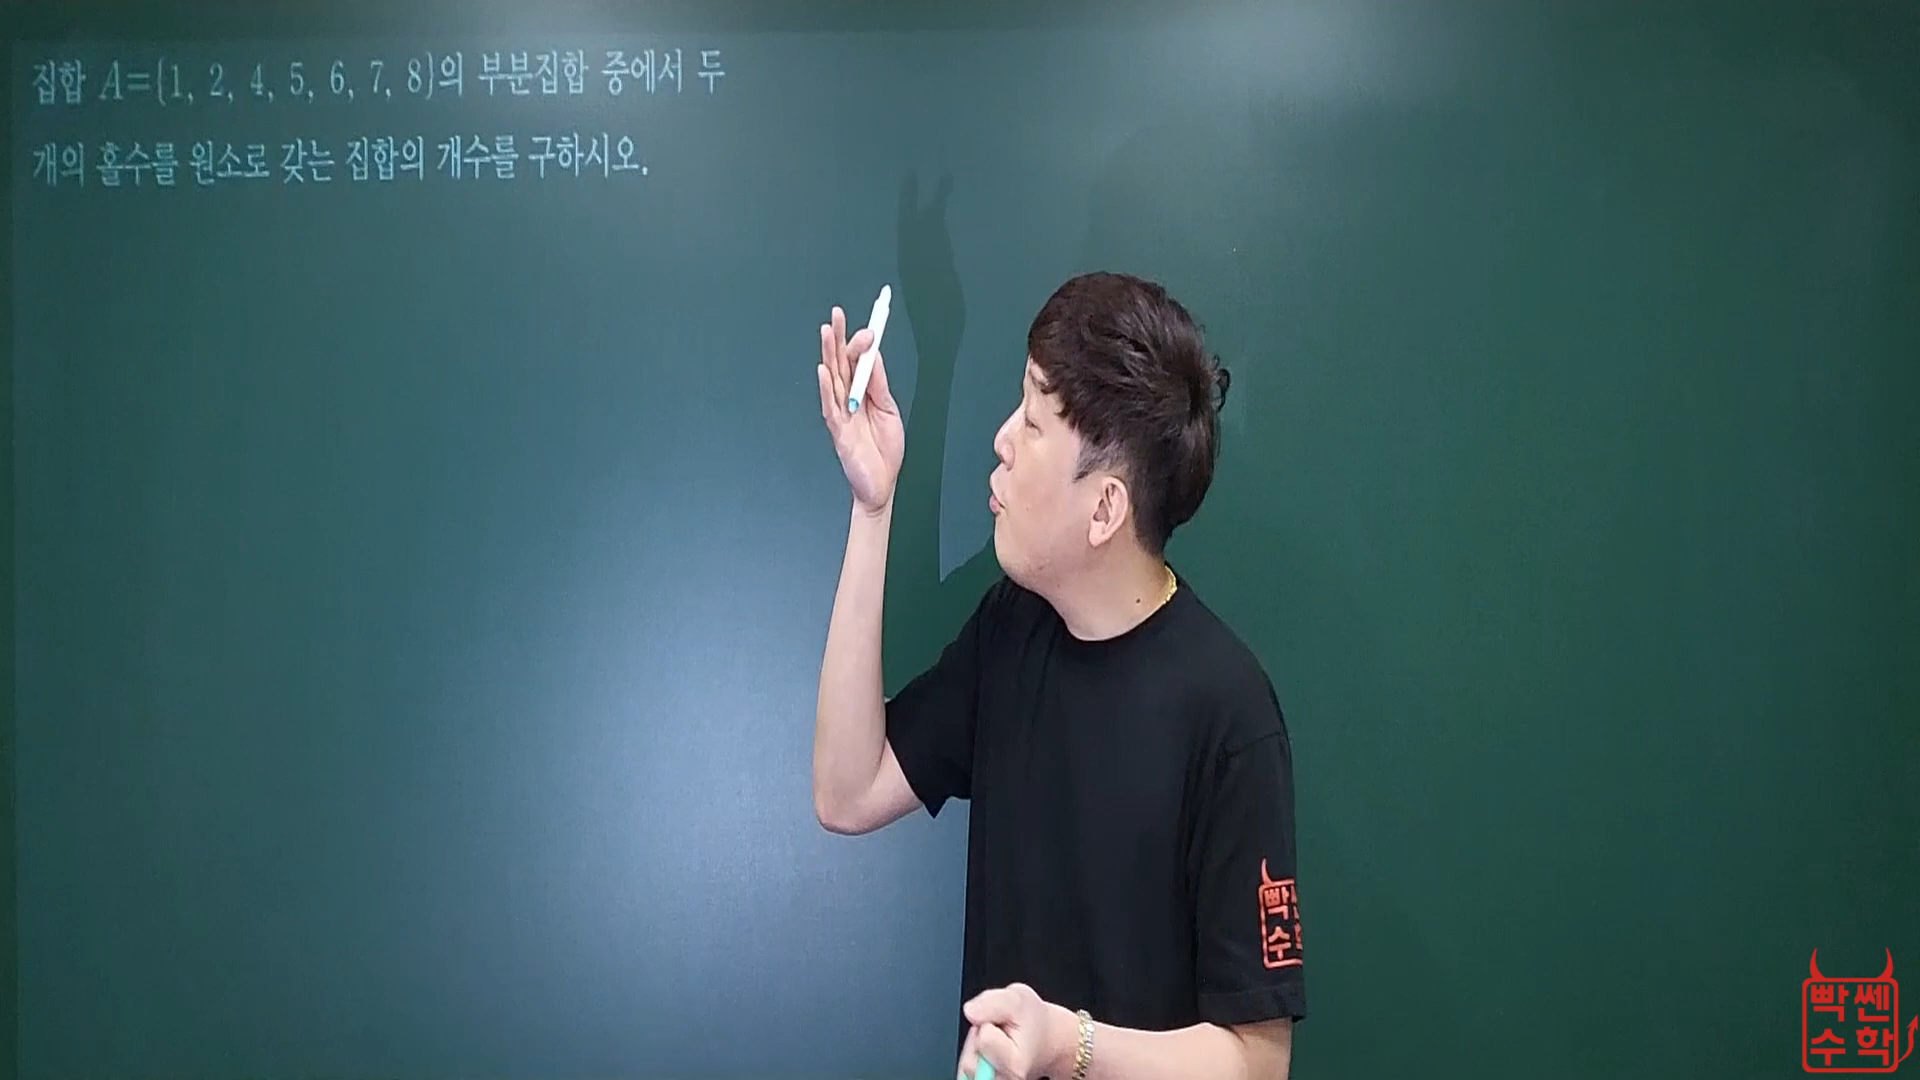 집합 A={1, 2, 4, 5, 6, 7, 8}의 부분집합 중에서 두
개의 홀수를 원소로 갖는 집합의 개수를 구하시오.
빡
수
빡쎈
수학